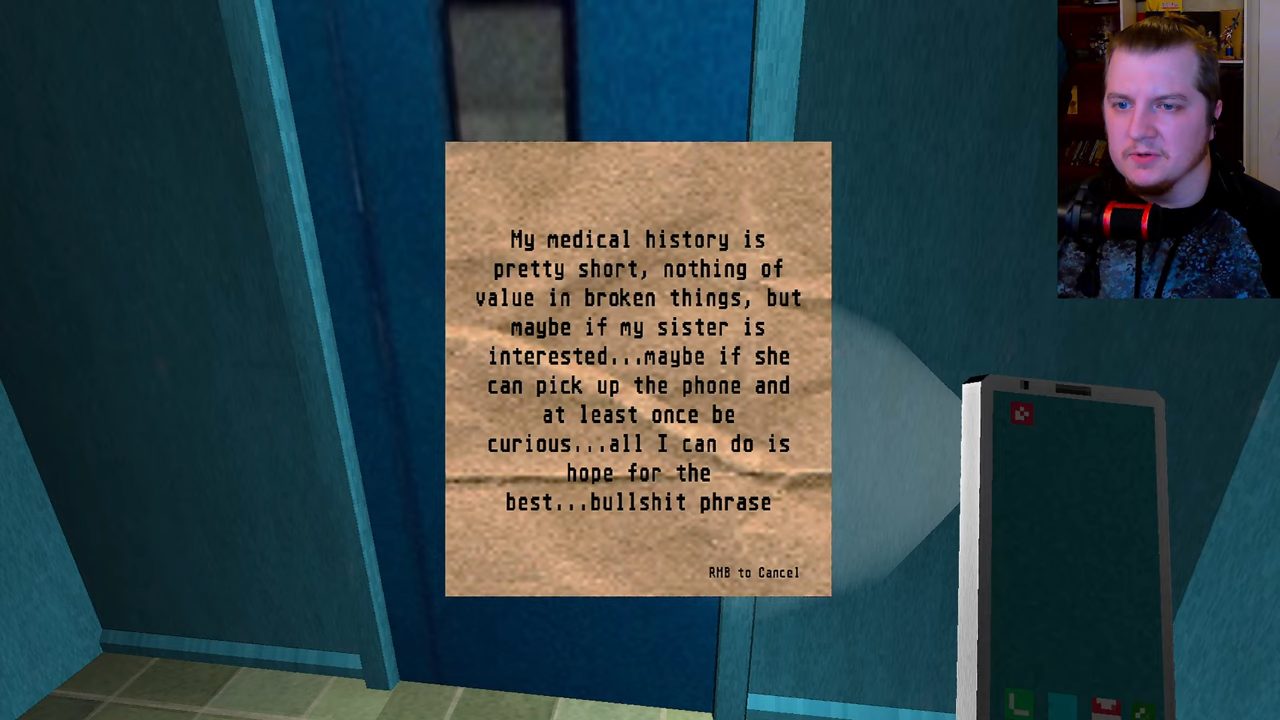 My medical history is
pretty short, nothing of
value in broken things, but
maybe if my sister is
interested...maybe if she
can pick up the phone and
at least once be
curious...all I can do is
hope for the
best...bullshit phrase
RMB to Cancel